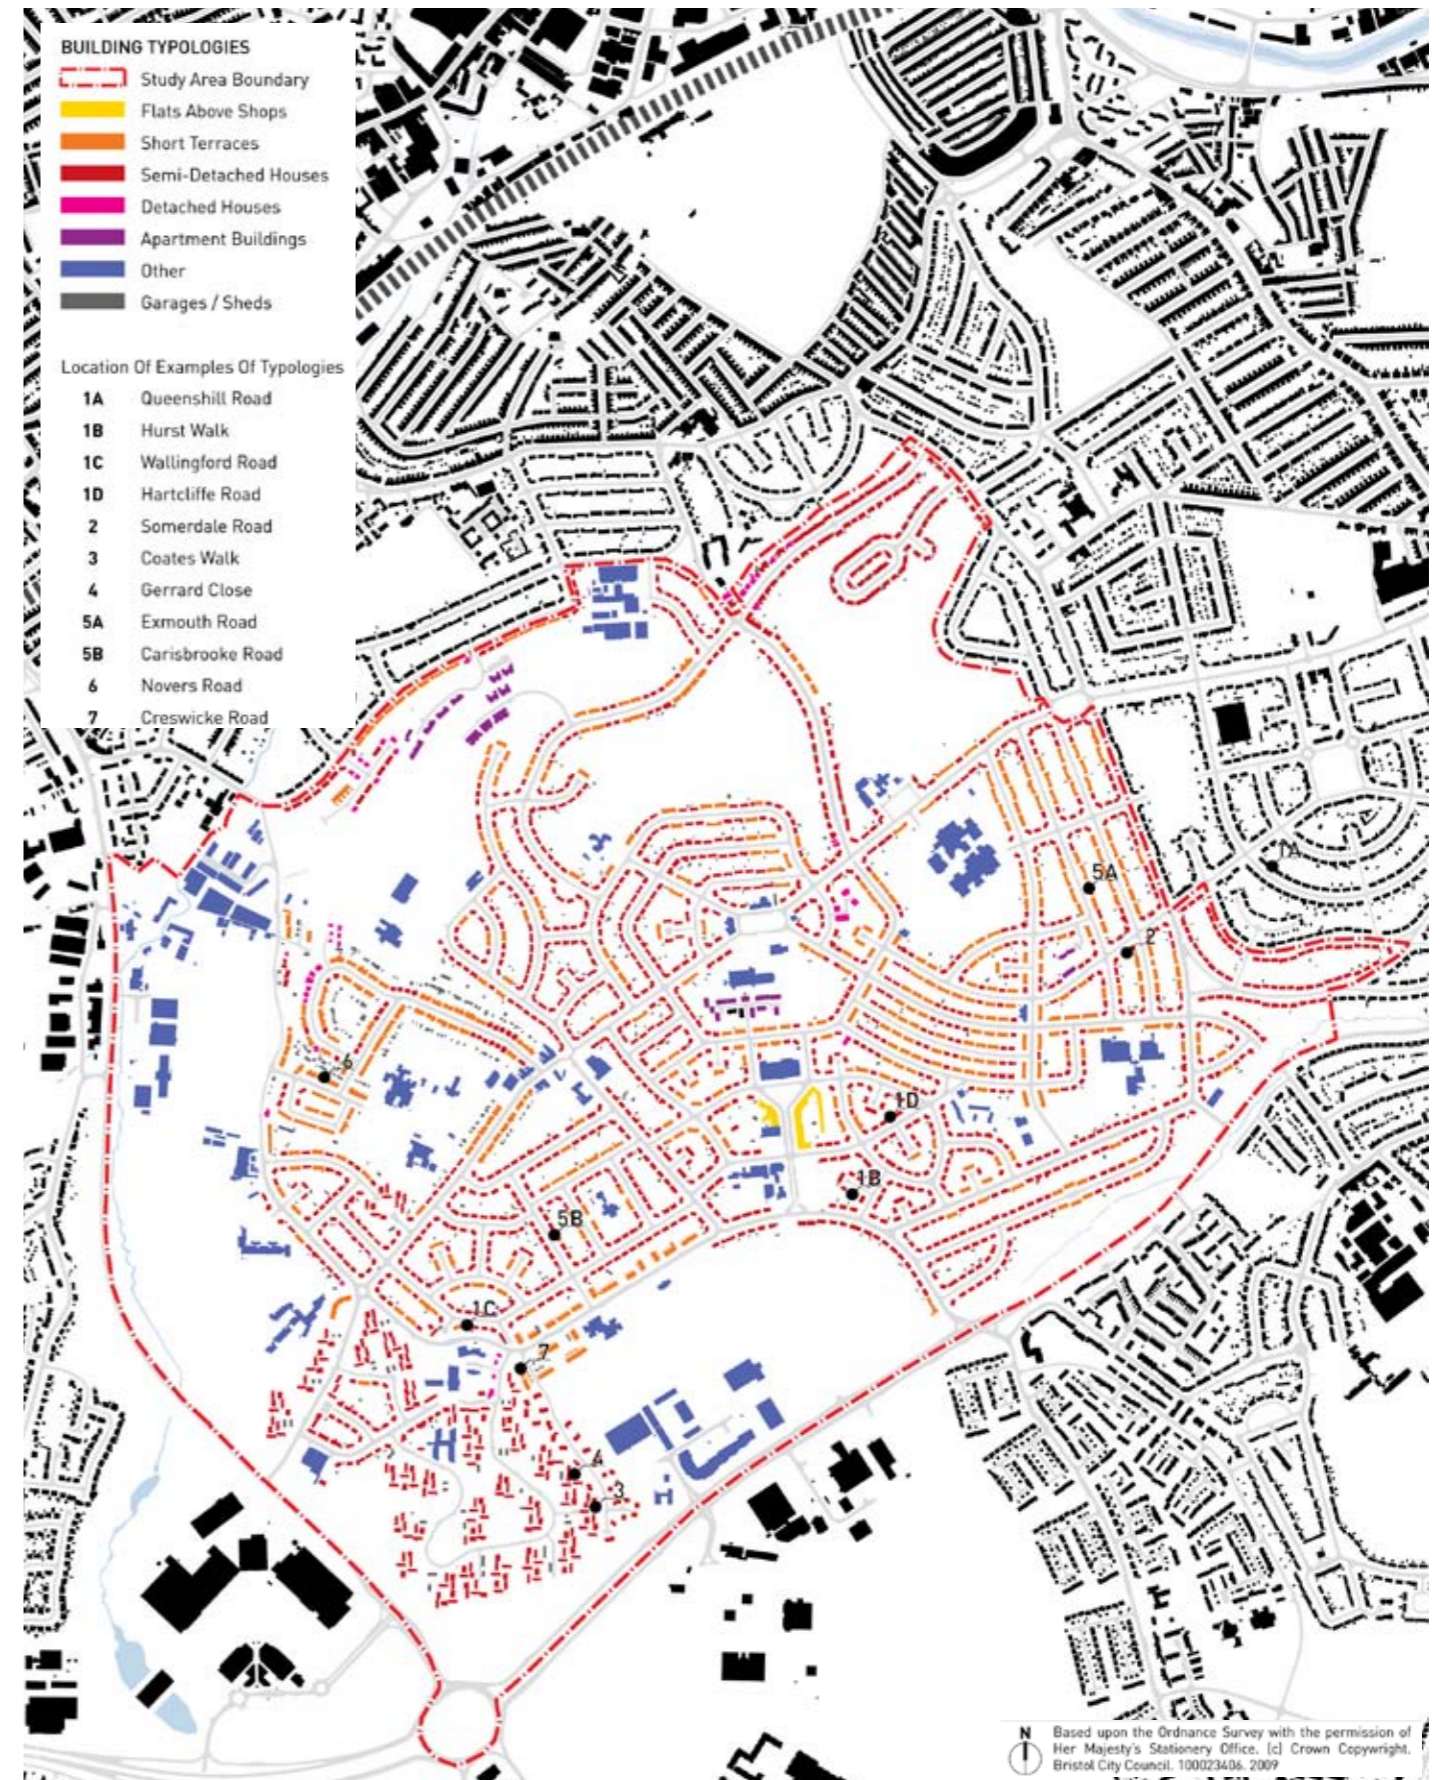 BUILDING TYPOLOGIES
Study Area Boundary
Flats Above Shops
Short Terraces
Semi-Detached Houses
Detached Houses
Apartment Buildings
Other
Garages / Sheds
Location Of Examples Of Typologies
1A Queenshill Road
1B Hurst Walk
1C Wallingford Road
1D Hartcliffe Road
2 Somerdale Road
3 Coates Walk
4 Gerrard Close
5A Exmouth Road
5B Carisbrooke Road
6 Novers Road
7 Creswicke Road
1A
5A
2
6
1D
1B
5B
1C
7
4
3
N
Based upon the Ordnance Survey with the permission of
Her Majesty's Stationery Office. (c) Crown Copywright.
Bristol City Council. 100023406. 2009